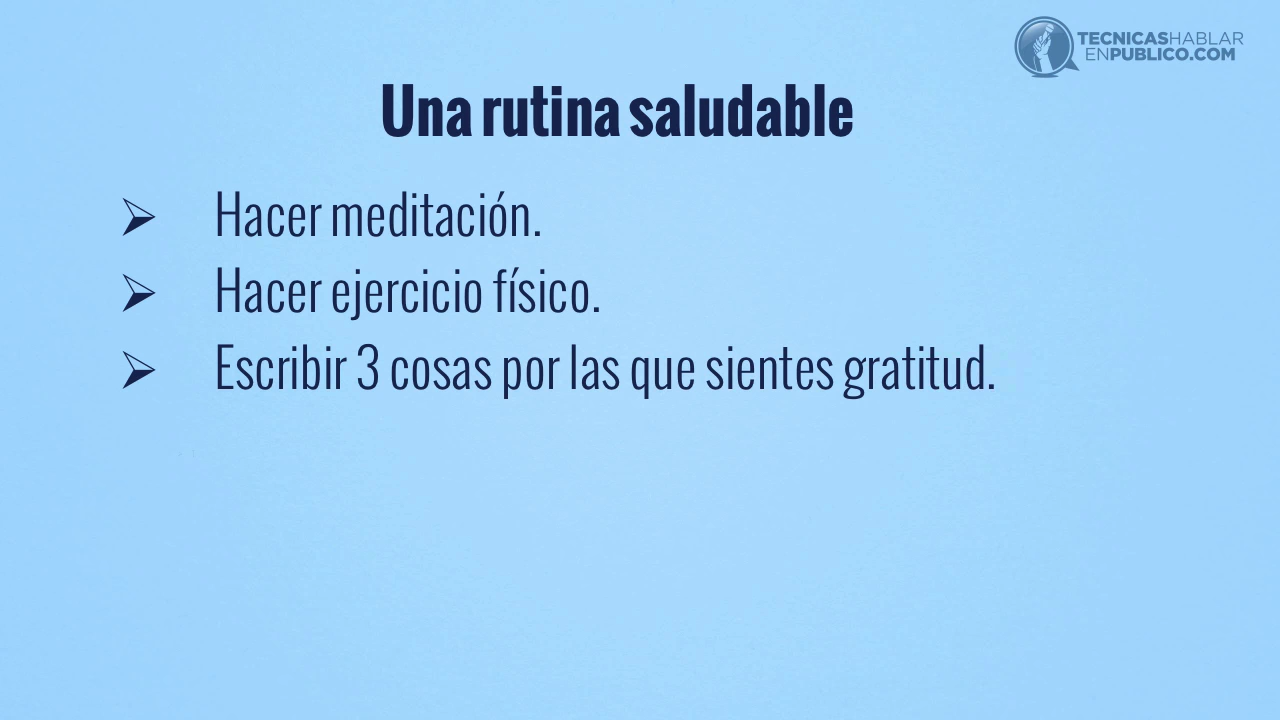 TECNICASHABLAR
ENPUBLICO.COM
Una rutina saludable
Hacer meditación.
Hacer ejercicio físico.
Escribir 3 cosas por las que sientes gratitud.